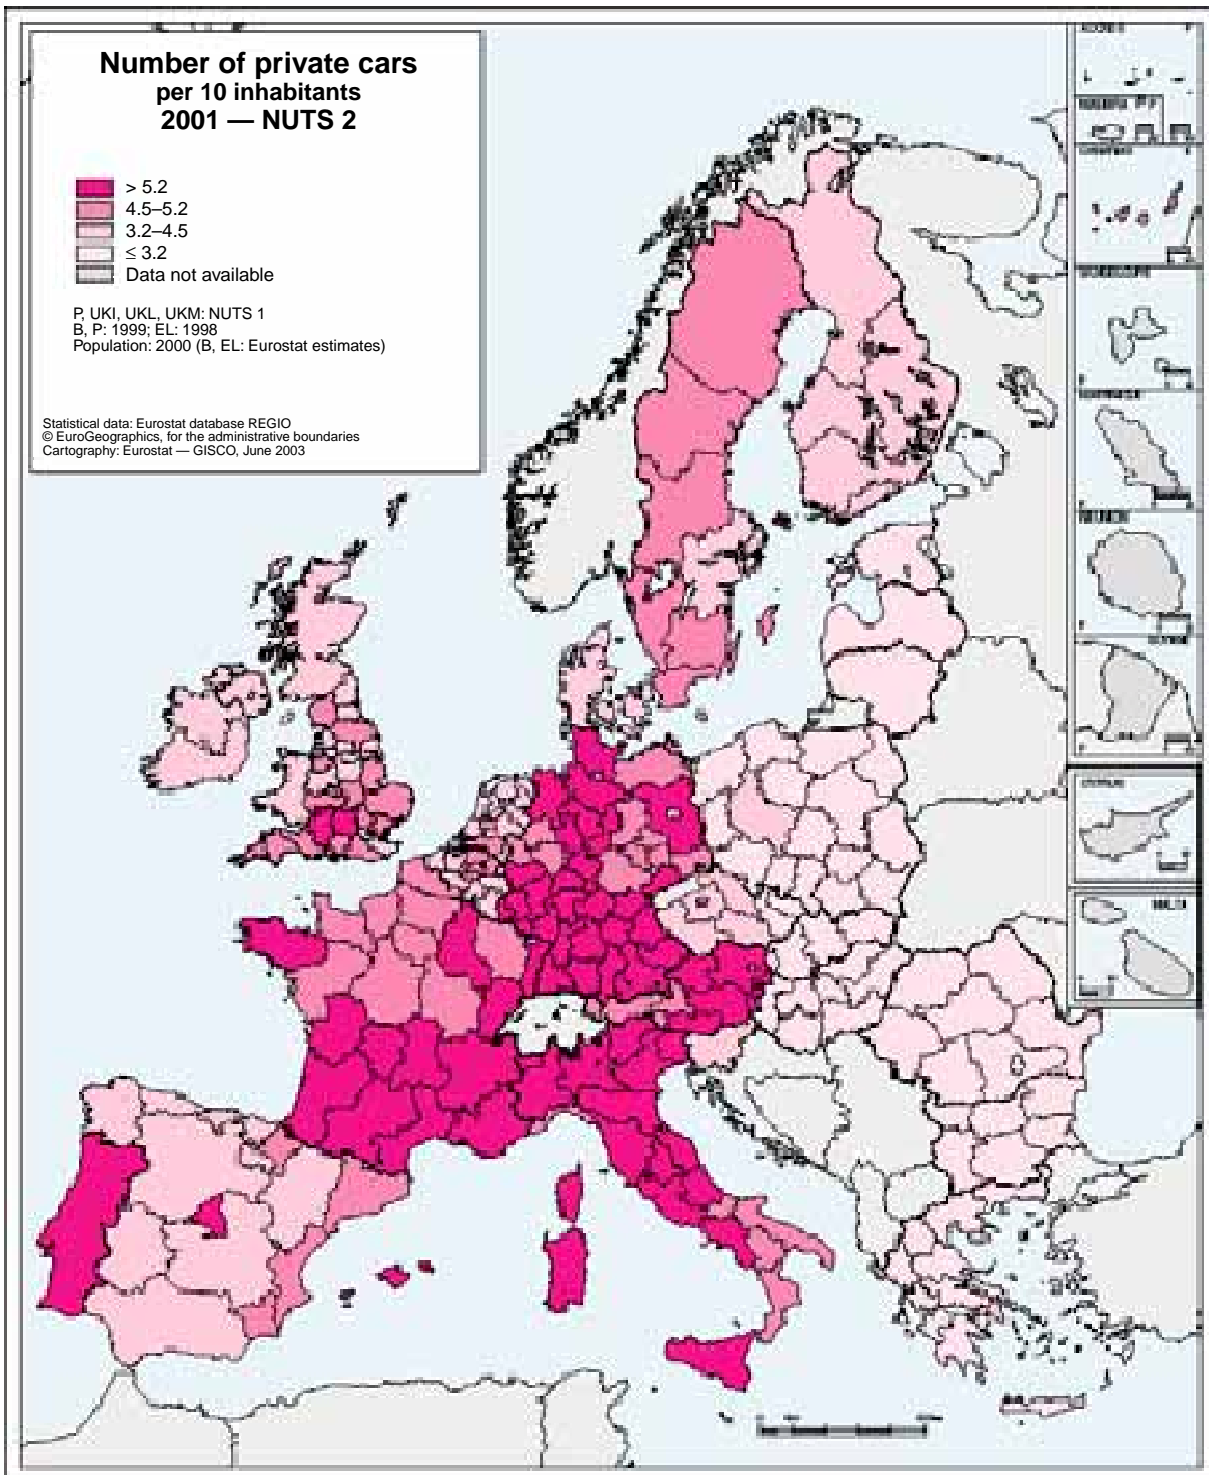 Number of private cars
per 10 inhabitants
2001 — NUTS 2
> 5.2
4.5–5.2
3.2–4.5
≤ 3.2
Data not available
P, UKI, UKL, UKM: NUTS 1
B, P: 1999; EL: 1998
Population: 2000 (B, EL: Eurostat estimates)
Statistical data: Eurostat database REGIO
© EuroGeographics, for the administrative boundaries
Cartography: Eurostat — GISCO, June 2003